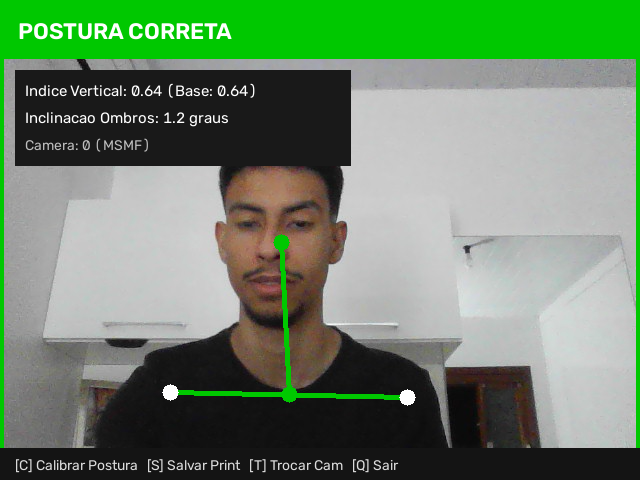 POSTURA CORRETA
Indice Vertical: 0.64 (Base: 0.64)
Inclinacao Ombros: 1.2 graus
Camera: 0 (MSMF)
[C] Calibrar Postura [S] Salvar Print [T] Trocar Cam [Q] Sair